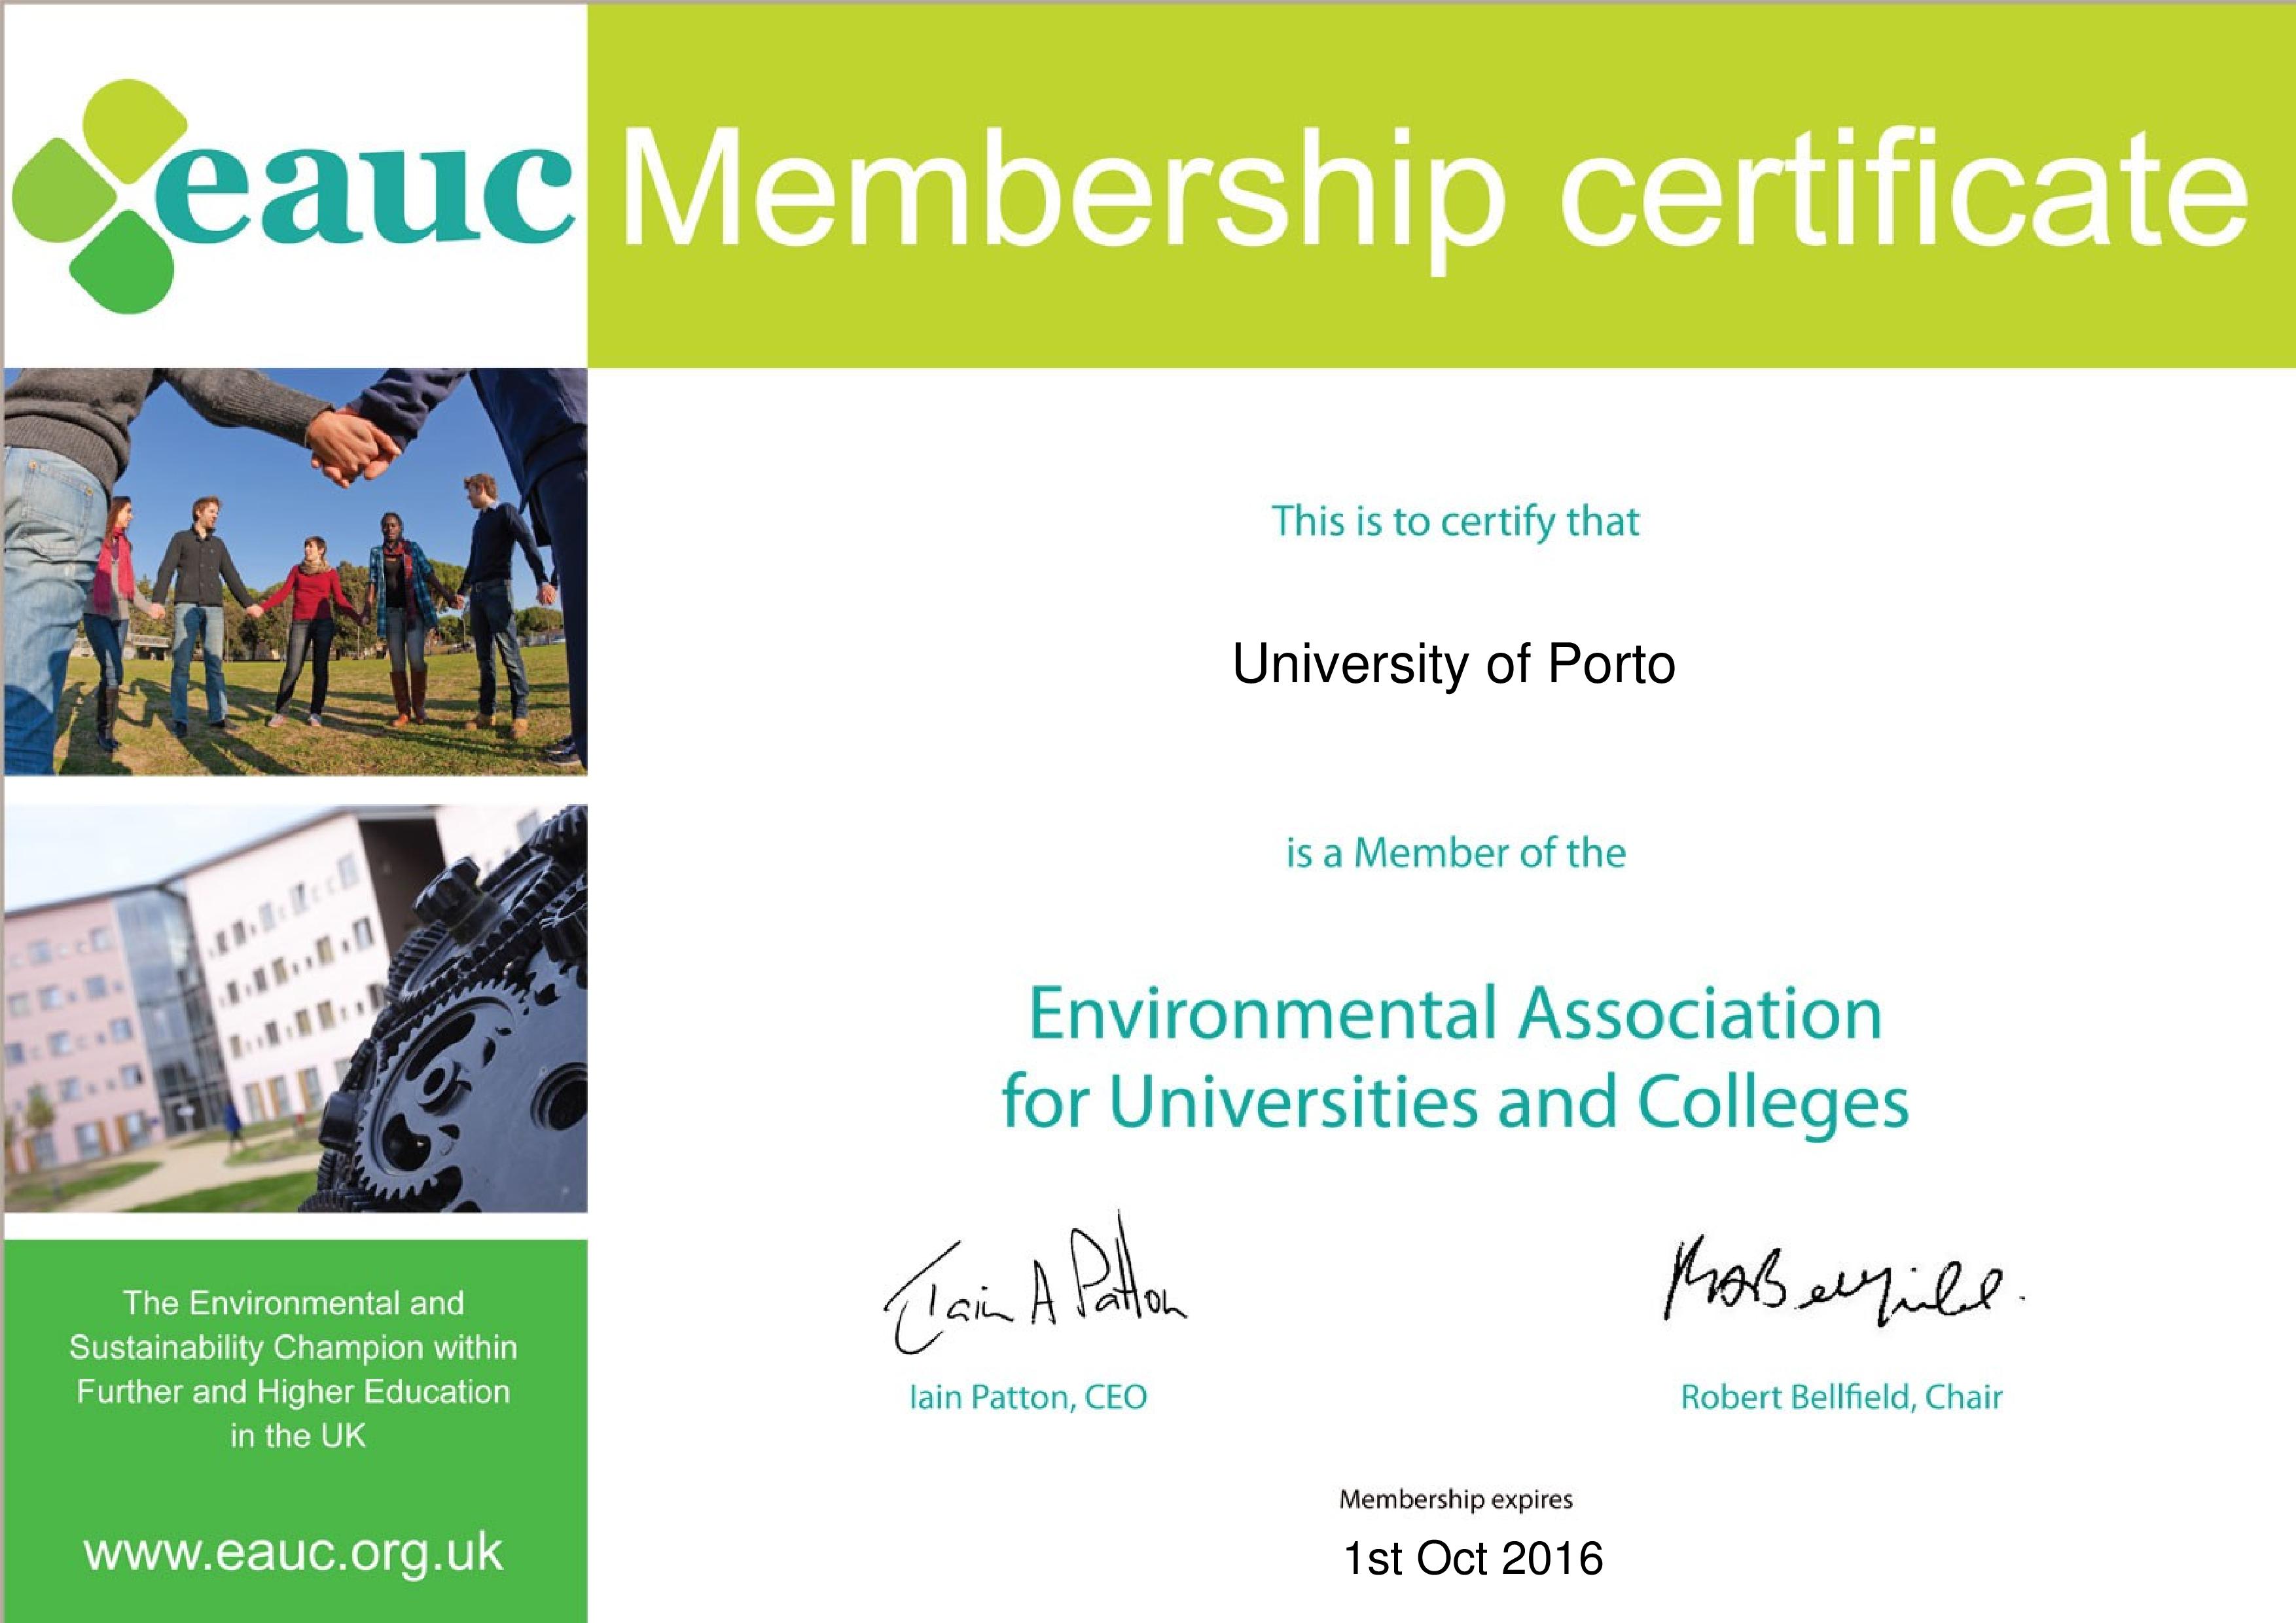 eauc
Membership certificate
This is to certify that
University of Porto
is a Member of the
Environmental Association
for Universities and Colleges
Iain A Patton
Iain Patton, CEO
Robert Bellfield, Chair
Membership expires
1st Oct 2016
The Environmental and
Sustainability Champion within
Further and Higher Education
in the UK
www.eauc.org.uk